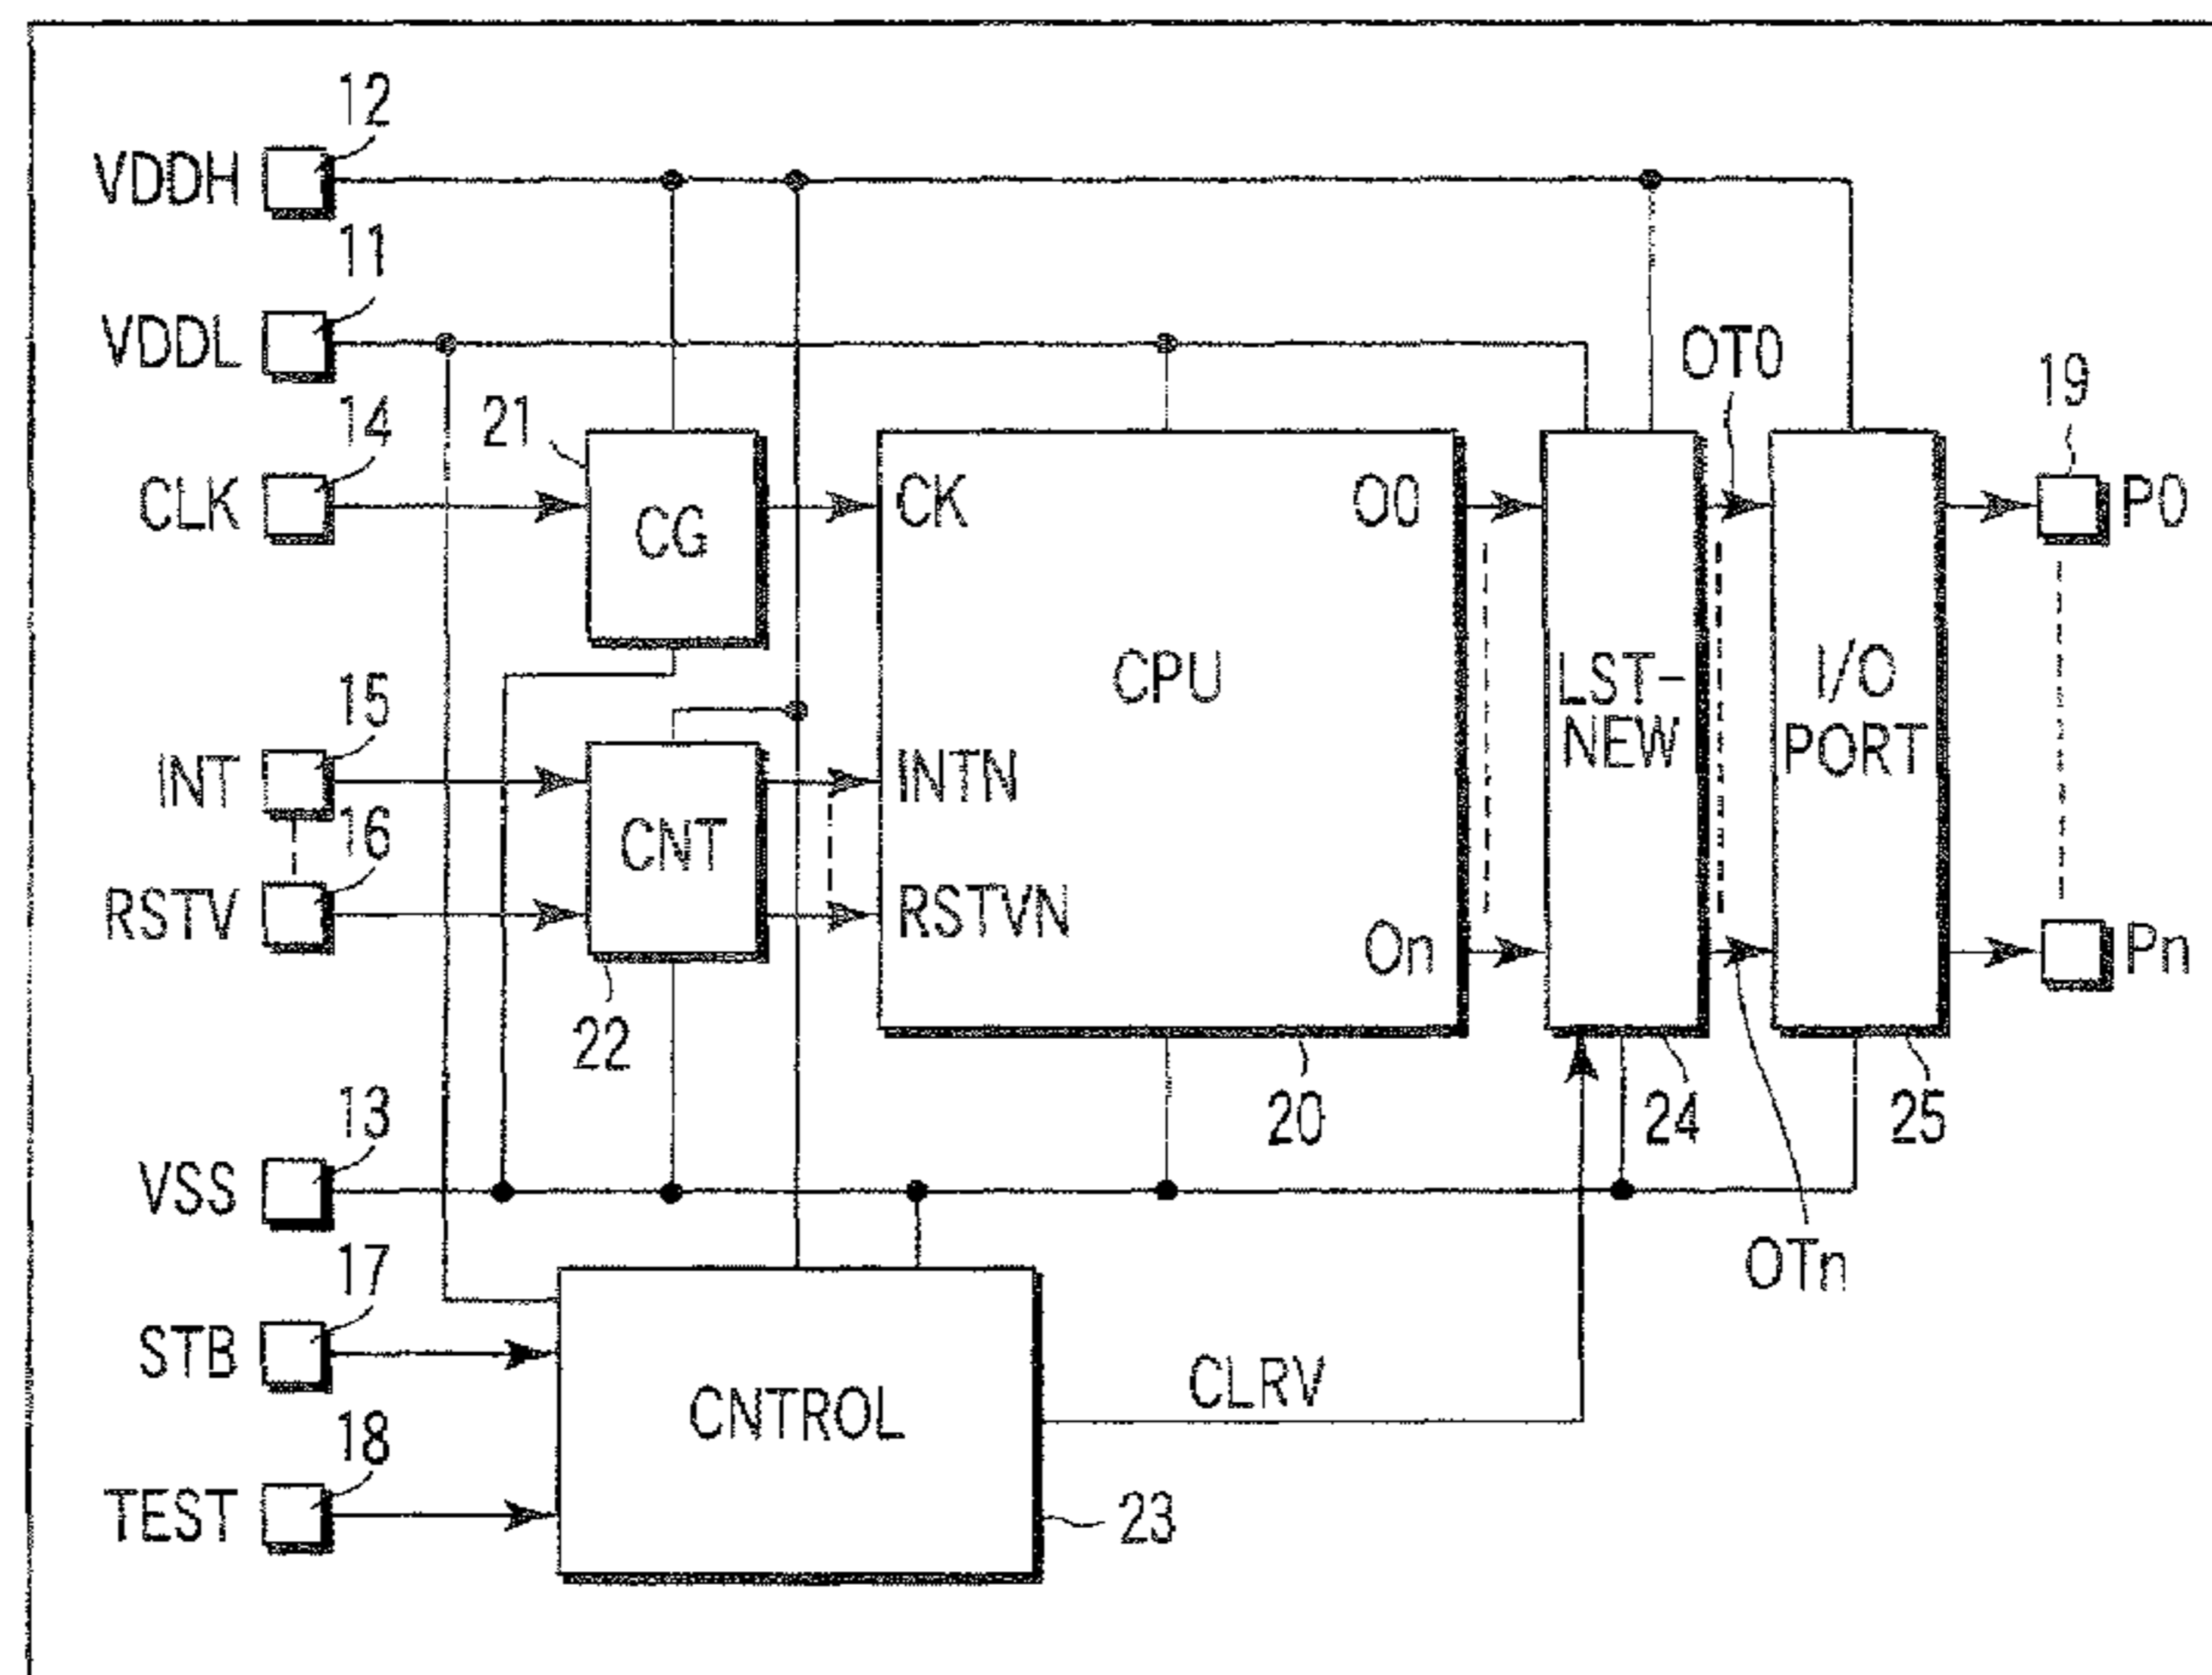 12
VDDH
11
VDDL
OT0
14
21
19
CLK
CG
CK
O0
P0
CPU
LST-
NEW
I/O
PORT
15
INT
INTN
16
CNT
RSTV
RSTVN
On
Pn
22
20
24
25
13
VSS
OTn
17
STB
CLRV
CNTROL
18
TEST
23